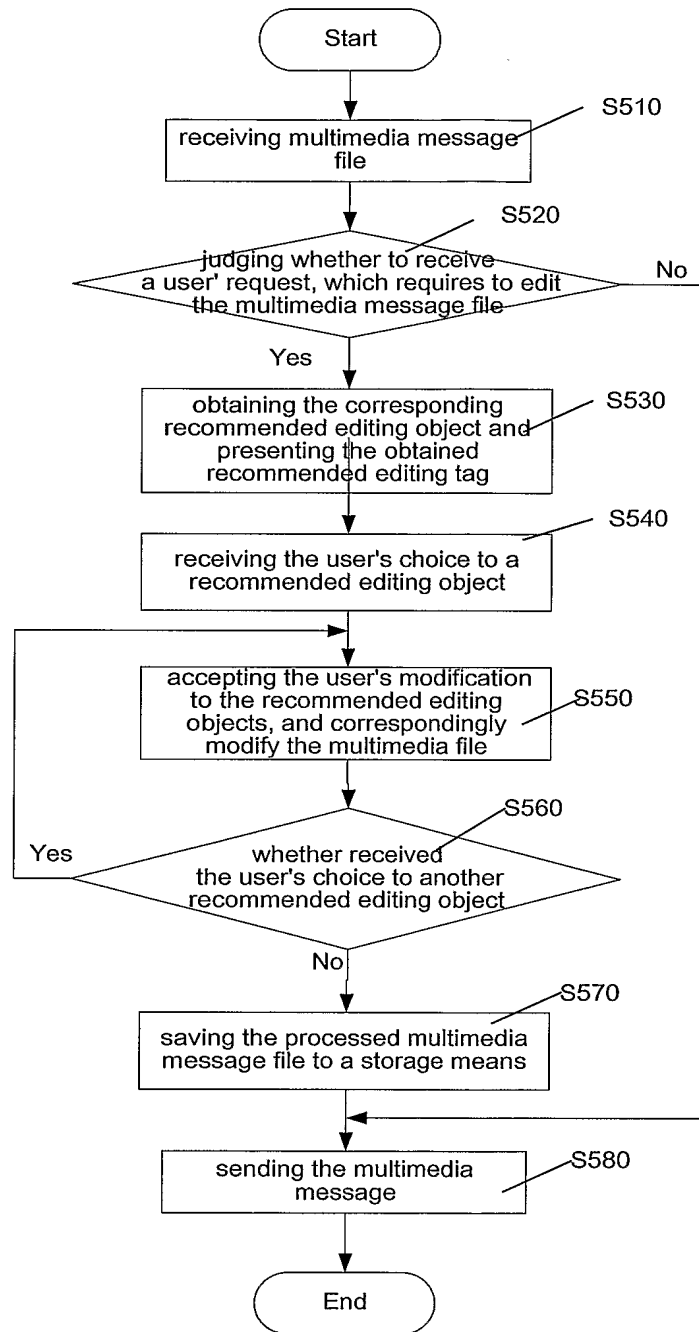 Start
S510
receiving multimedia message
file
S520
judging whether to receive
a user' request, which requires to edit
the multimedia message file
No
Yes
S530
obtaining the corresponding
recommended editing object and
presenting the obtained
recommended editing tag
S540
receiving the user's choice to a
recommended editing object
accepting the user's modification
to the recommended editing
objects, and correspondingly
modify the multimedia file
S550
S560
Yes
whether received
the user's choice to another
recommended editing object
No
S570
saving the processed multimedia
message file to a storage means
S580
sending the multimedia
message
End